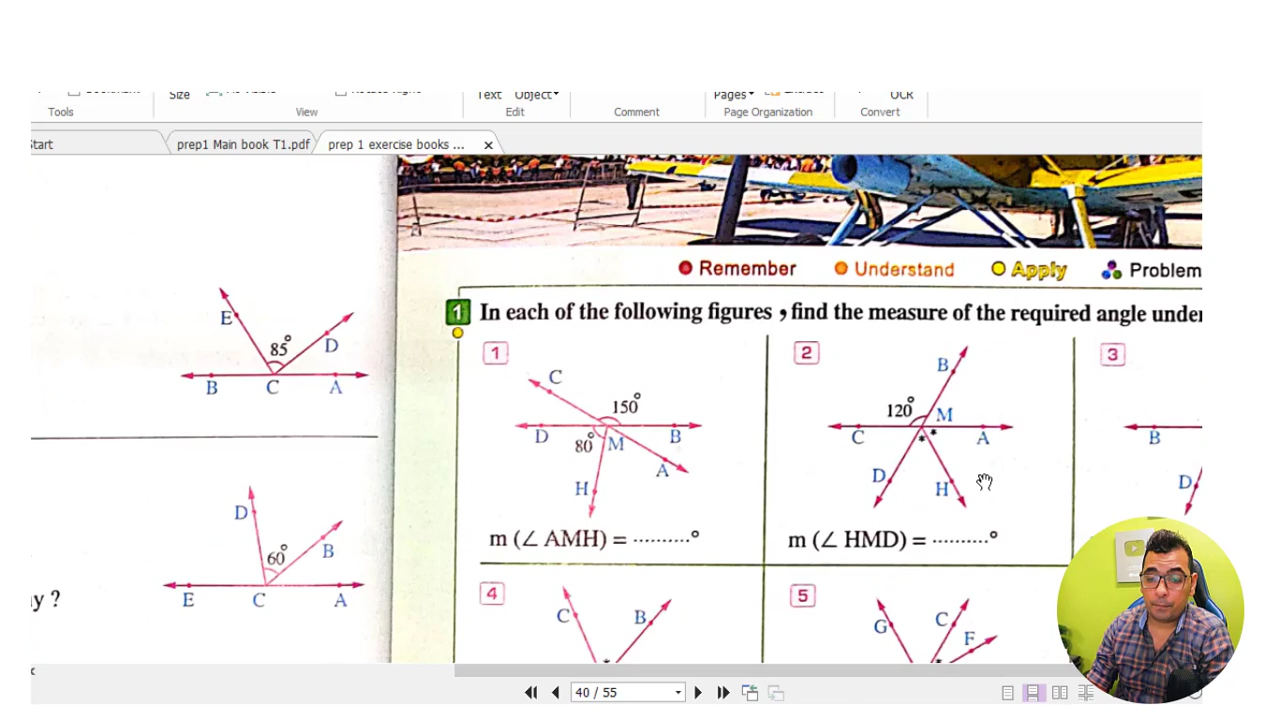 Size
Text Object
Pages
OCR
Tools
View
Edit
Comment
Page Organization
Convert
Start
prep1 Main book T1.pdf
prep 1 exercise books ...
Remember
Understand
Apply
Problem
1 In each of the following figures , find the measure of the required angle under
E
85°
D
B
C
A
1
C
150°
D
80°
M
B
A
H
m (∠ AMH) = ..........°
2
B
120°
M
C
A
D
H
m (∠ HMD) = ..........°
3
B
D
D
60°
B
E
C
A
y ?
4
C
B
5
G
C
F
40 / 55